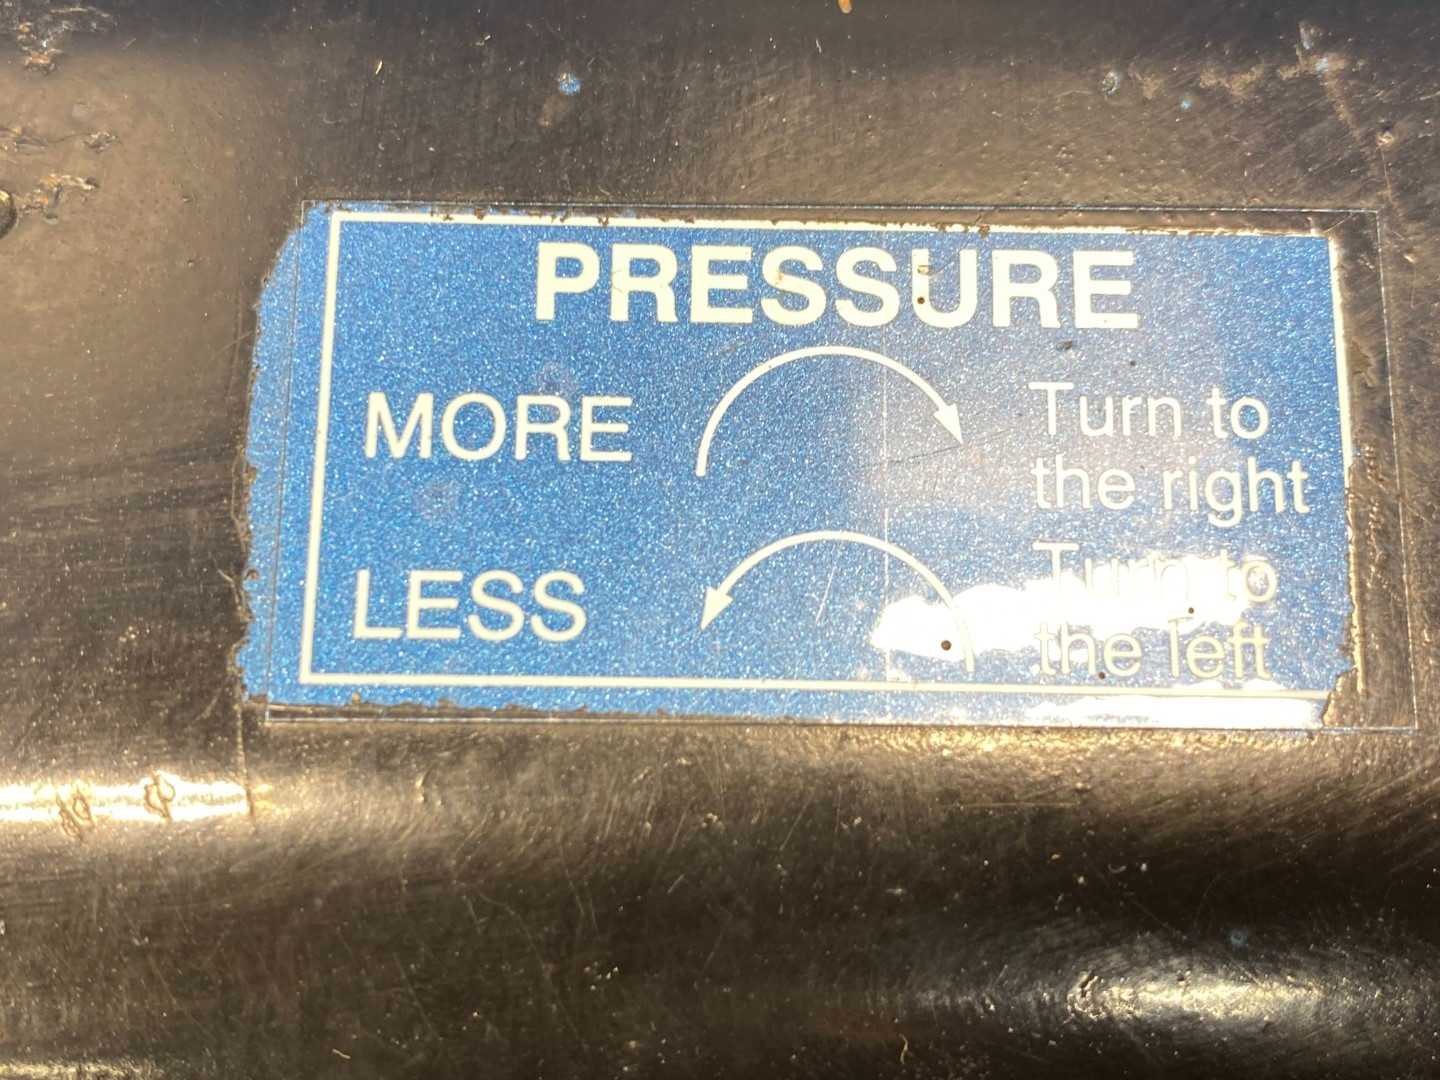 PRESSURE
MORE
Turn to
the right
LESS
Turn to
the left